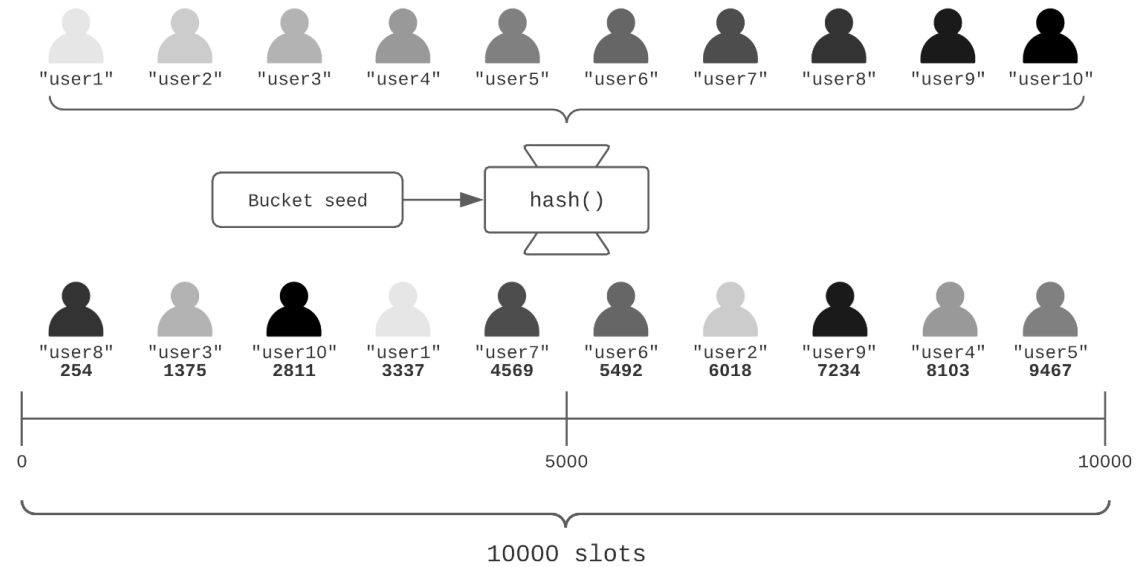 "user1" "user2" "user3" "user4" "user5" "user6" "user7" "user8" "user9" "user10"
Bucket seed
hash()
"user8" "user3" "user10" "user1" "user7" "user6" "user2" "user9" "user4" "user5"
254 1375 2811 3337 4569 5492 6018 7234 8103 9467
0 5000 10000
10000 slots